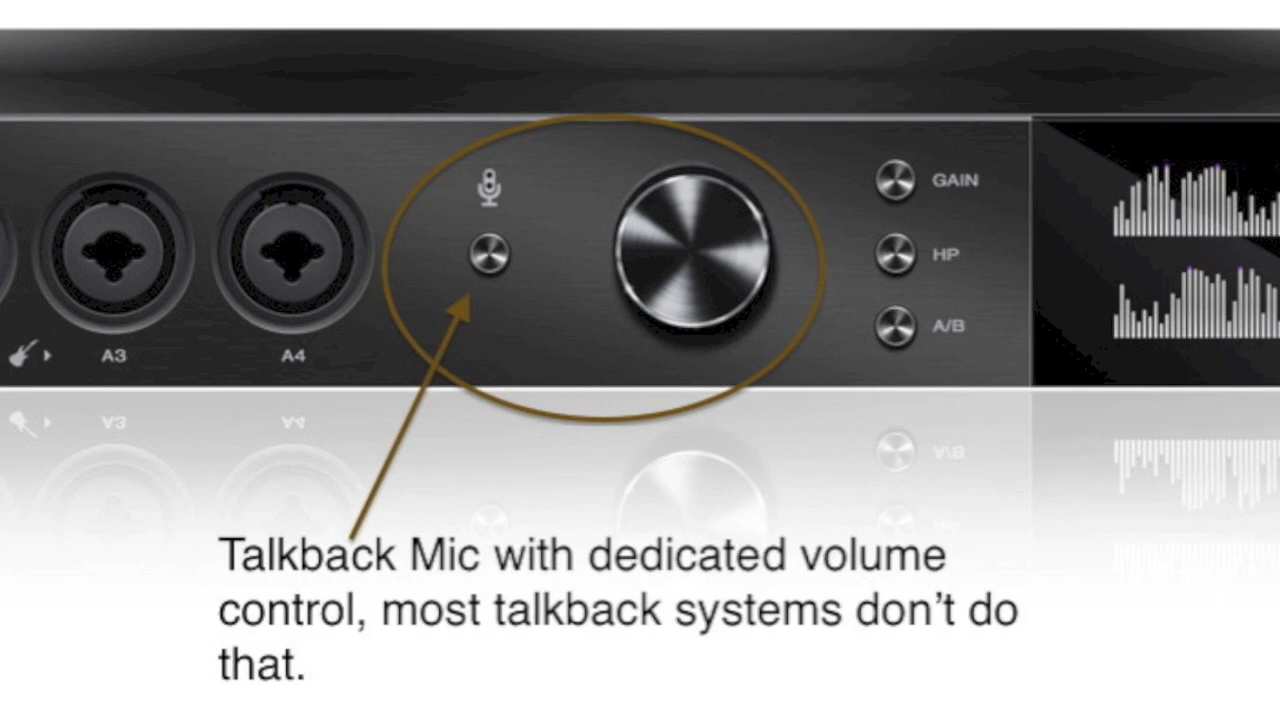 GAIN
HP
A/B
A3
A4
Talkback Mic with dedicated volume
control, most talkback systems don’t do
that.